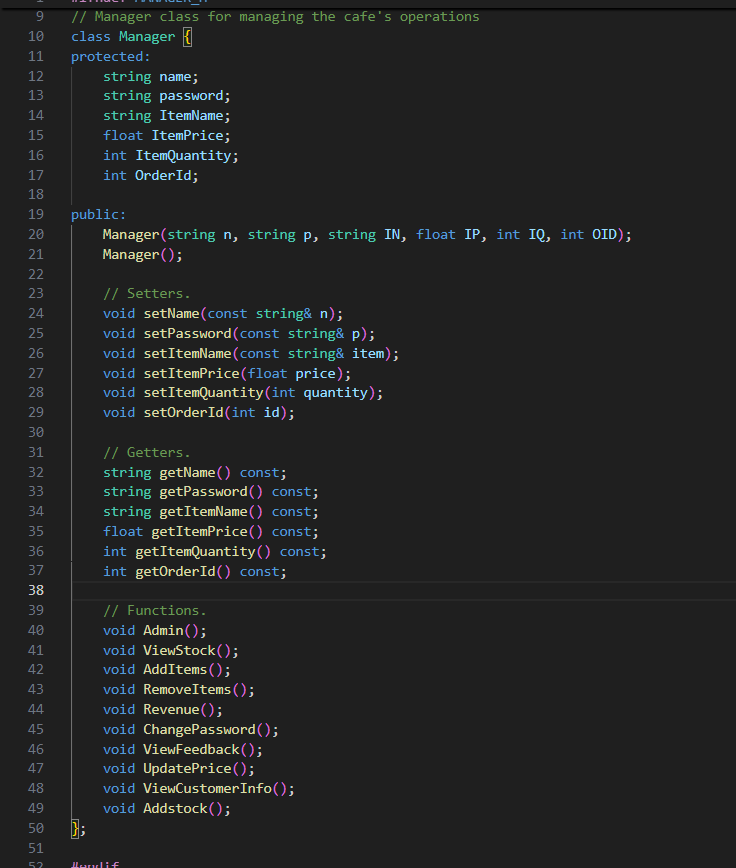 9 // Manager class for managing the cafe's operations
10 class Manager {
11 protected:
12 string name;
13 string password;
14 string ItemName;
15 float ItemPrice;
16 int ItemQuantity;
17 int OrderId;
18
19 public:
20 Manager(string n, string p, string IN, float IP, int IQ, int OID);
21 Manager();
22
23 // Setters.
24 void setName(const string& n);
25 void setPassword(const string& p);
26 void setItemName(const string& item);
27 void setItemPrice(float price);
28 void setItemQuantity(int quantity);
29 void setOrderId(int id);
30
31 // Getters.
32 string getName() const;
33 string getPassword() const;
34 string getItemName() const;
35 float getItemPrice() const;
36 int getItemQuantity() const;
37 int getOrderId() const;
38
39 // Functions.
40 void Admin();
41 void ViewStock();
42 void AddItems();
43 void RemoveItems();
44 void Revenue();
45 void ChangePassword();
46 void ViewFeedback();
47 void UpdatePrice();
48 void ViewCustomerInfo();
49 void Addstock();
50 };
51
52 #endif